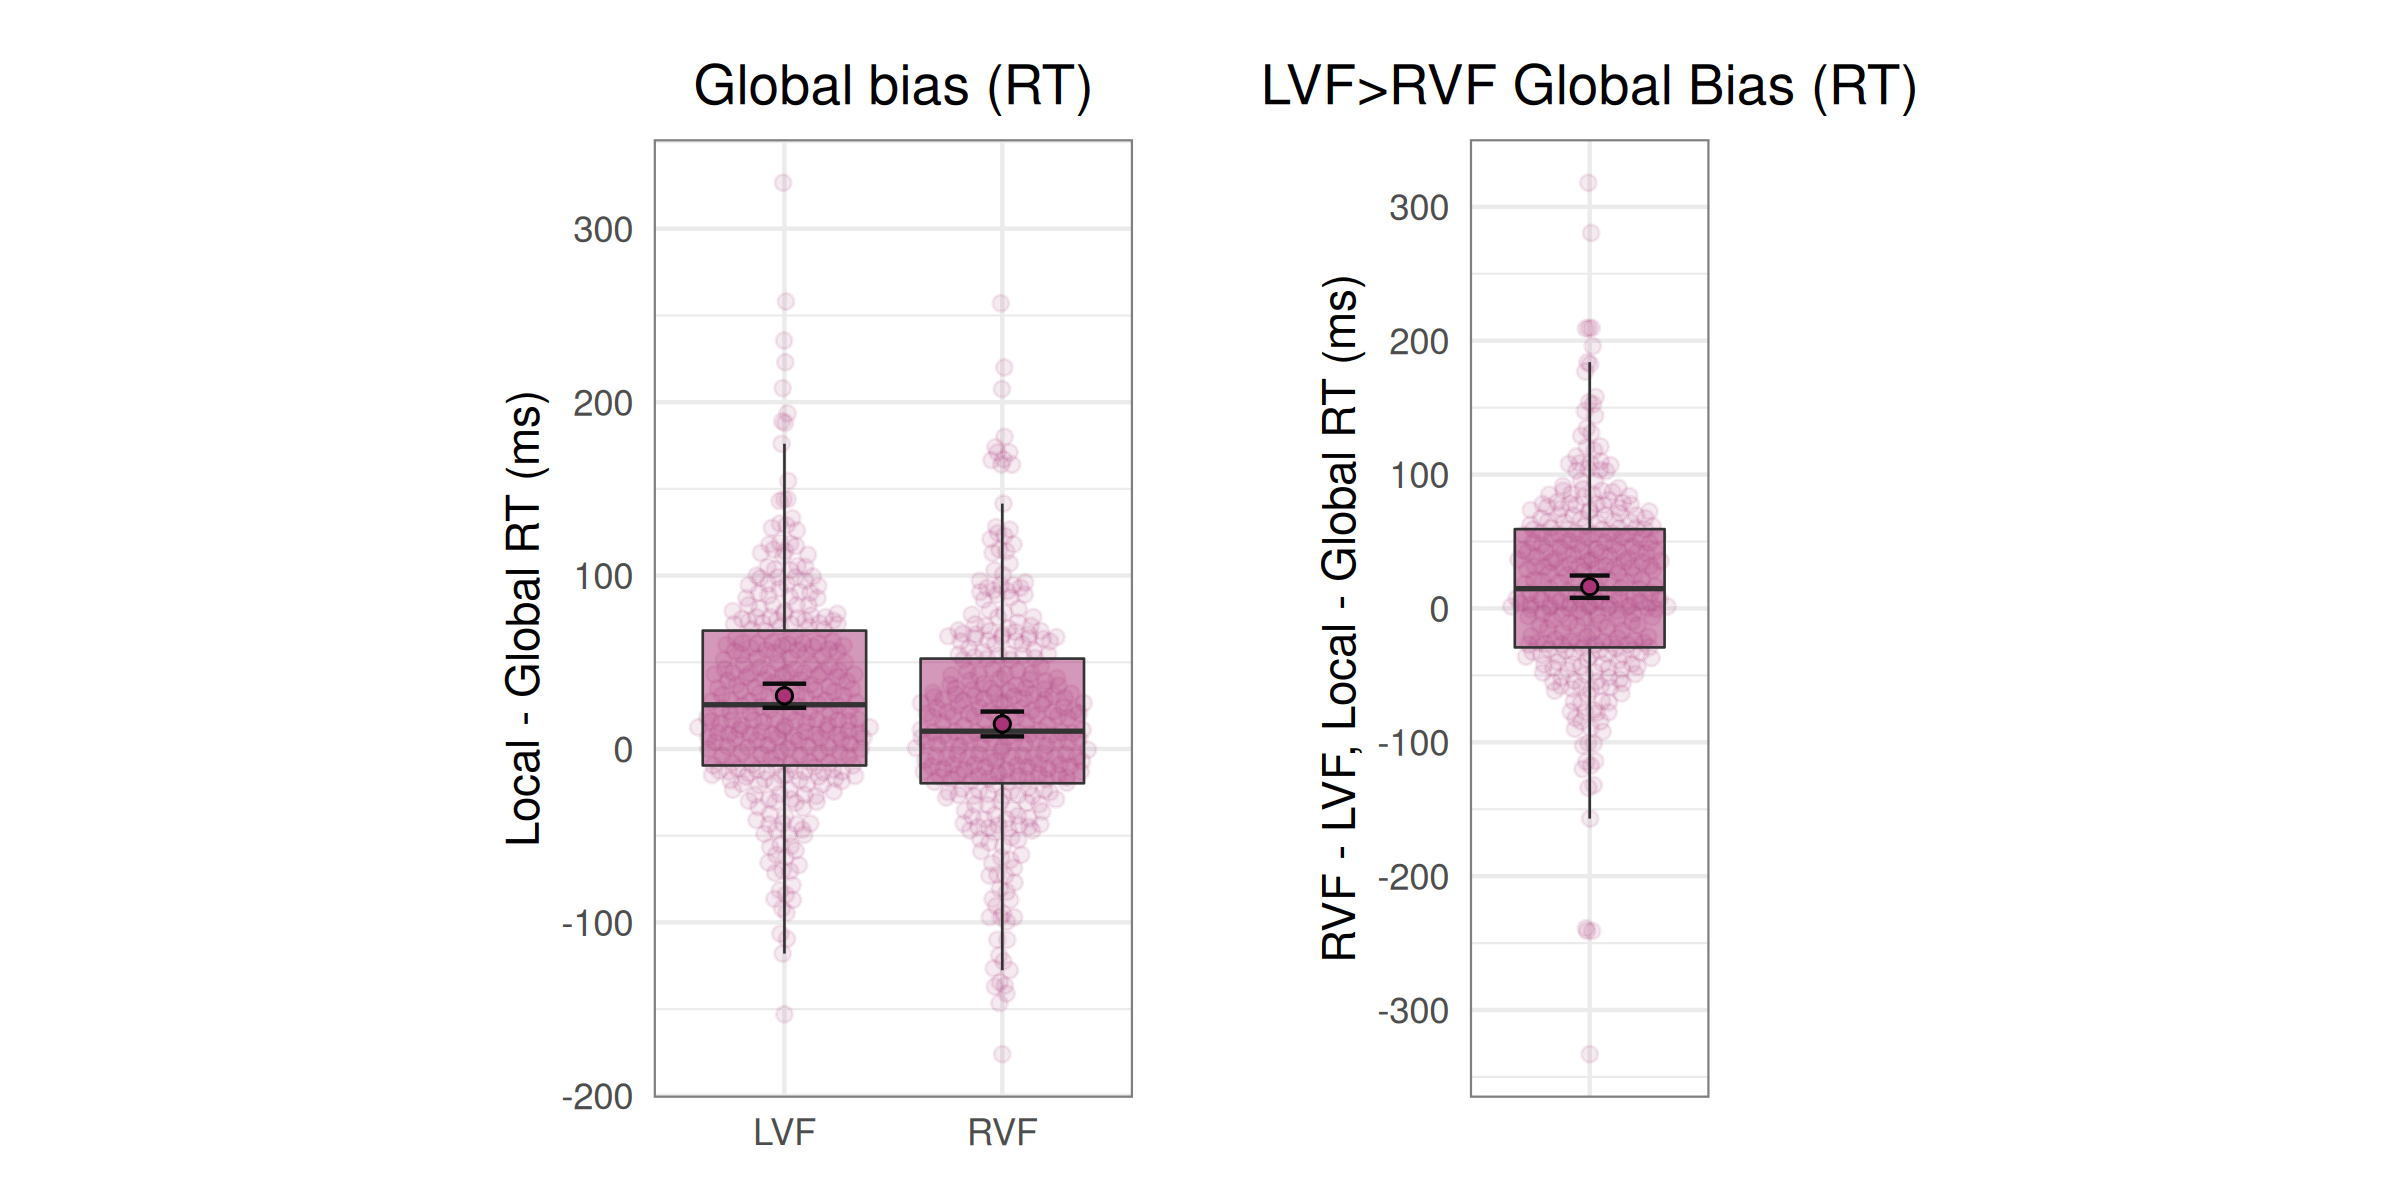 Global bias (RT)
Local - Global RT (ms)
300
200
100
0
-100
-200
LVF
RVF
LVF>RVF Global Bias (RT)
RVF - LVF, Local - Global RT (ms)
300
200
100
0
-100
-200
-300